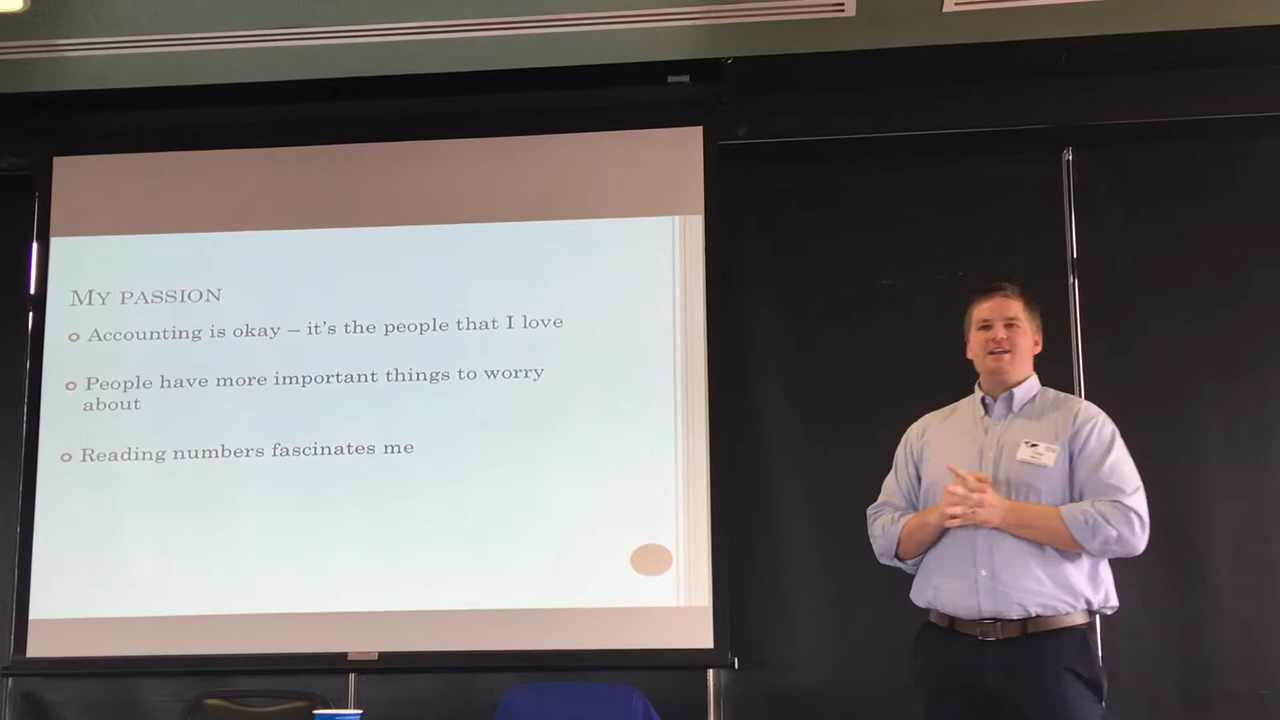 MY PASSION
Accounting is okay – it's the people that I love
People have more important things to worry
about
Reading numbers fascinates me